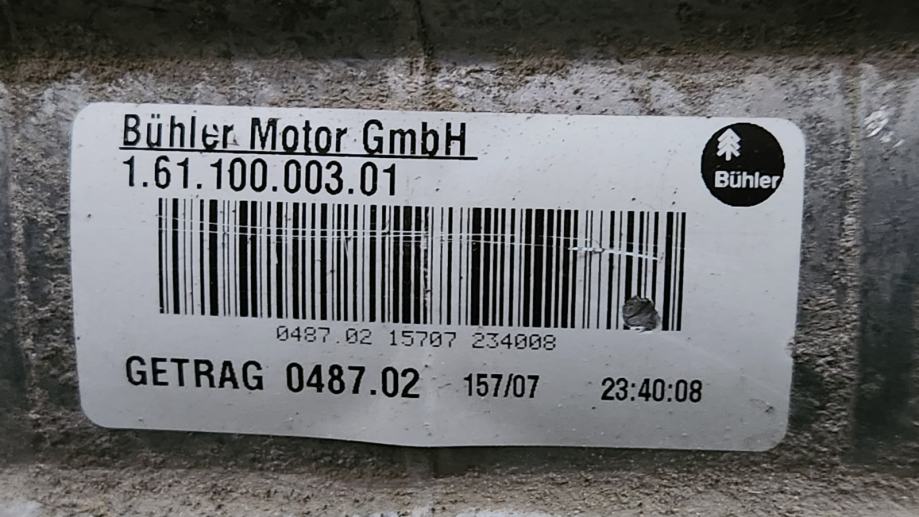 Bühler Motor GmbH
1.61.100.003.01
Bühler
0487.02 15707 234008
GETRAG 0487.02 157/07 23:40:08